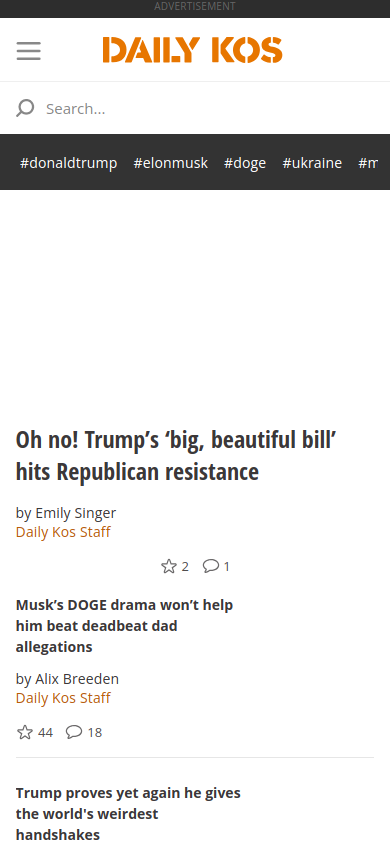 ADVERTISEMENT
DAILY KOS
Search...
#donaldtrump #elonmusk #doge #ukraine #m
Oh no! Trump’s ‘big, beautiful bill’
hits Republican resistance
by Emily Singer
Daily Kos Staff
2 1
Musk’s DOGE drama won’t help
him beat deadbeat dad
allegations
by Alix Breeden
Daily Kos Staff
44 18
Trump proves yet again he gives
the world's weirdest
handshakes